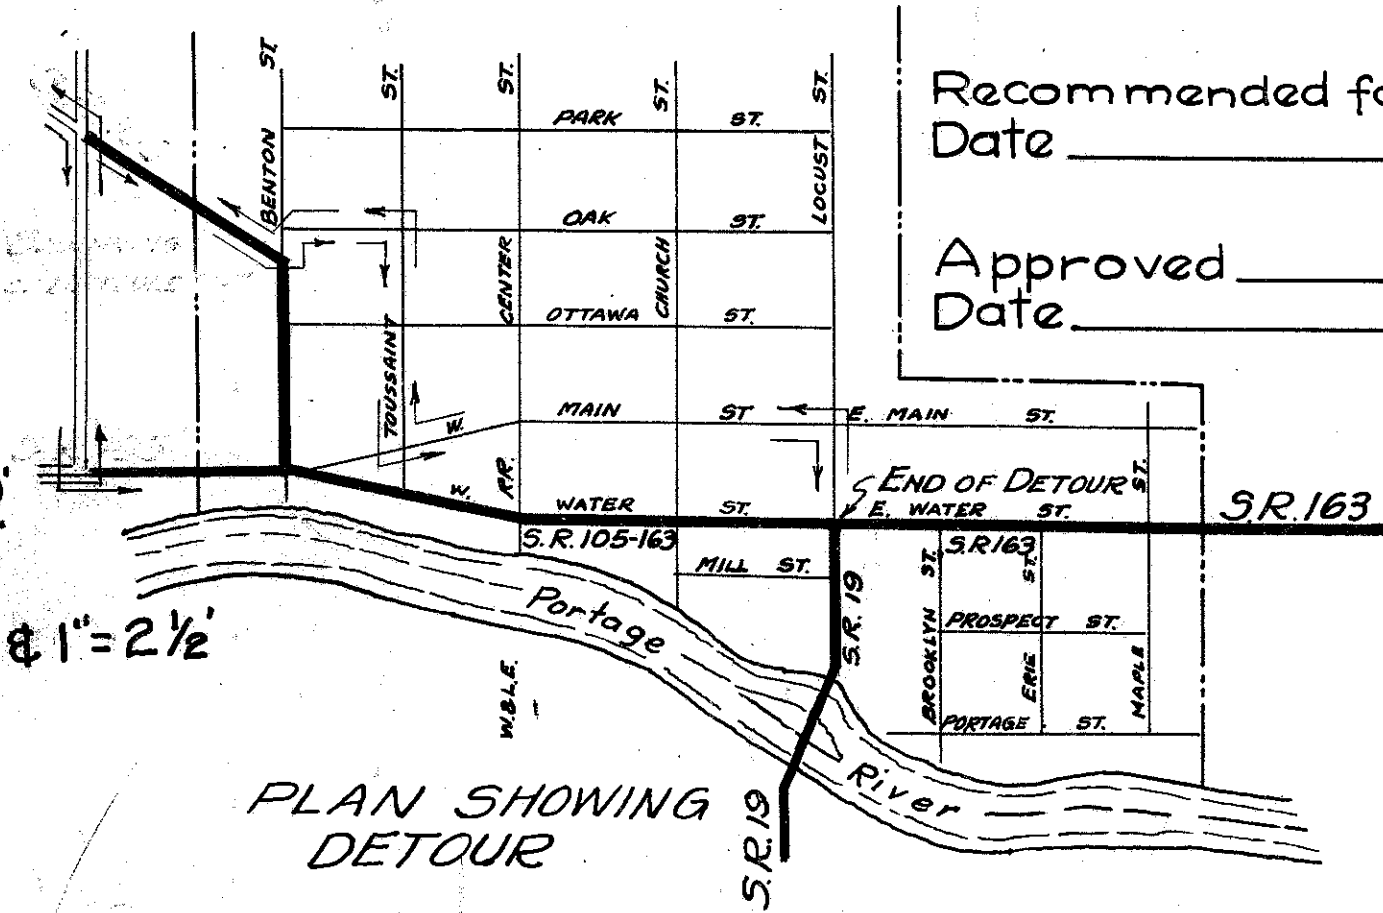 Recommended fo
Date
Approved
Date
BENTON ST.
TOUSSAINT ST.
CENTER ST.
CHURCH ST.
LOCUST ST.
PARK ST.
OAK ST.
OTTAWA ST.
W. MAIN ST
E. MAIN ST.
END OF DETOUR
W. WATER ST.
E. WATER ST.
R.R.
S.R. 105-163
S.R 163
S.R. 163
MILL ST.
S.R. 19
BROOKLYN ST.
ERIE ST.
MAPLE ST.
PROSPECT ST.
PORTAGE ST.
Portage River
W.& L.E.
₵ 1"= 2 1/2'
S.R. 19
PLAN SHOWING
DETOUR